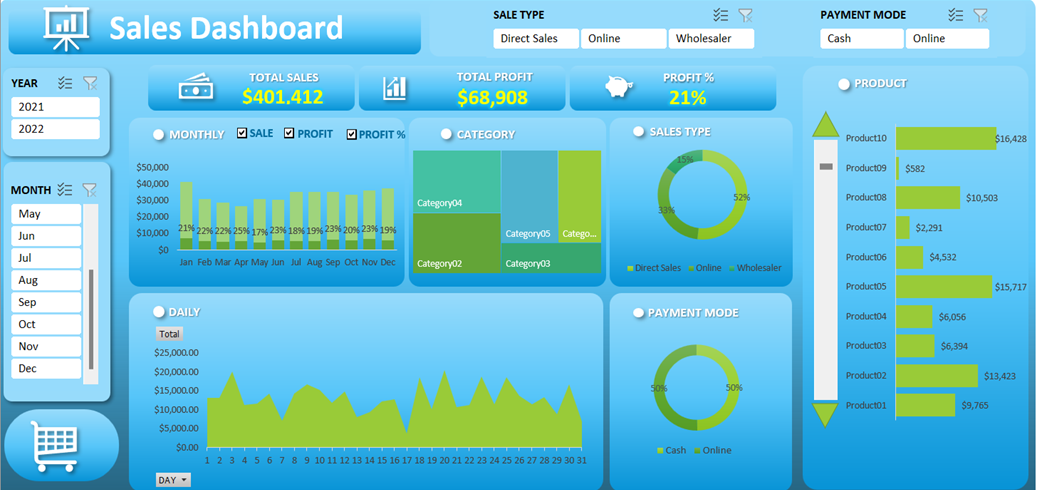 Sales Dashboard
SALE TYPE
Direct Sales
Online
Wholesaler
PAYMENT MODE
Cash
Online
YEAR
2021
2022
MONTH
May
Jun
Jul
Aug
Sep
Oct
Nov
Dec
TOTAL SALES
$401,412
TOTAL PROFIT
$68,908
PROFIT %
21%
MONTHLY
SALE
PROFIT
PROFIT %
$50,000
$40,000
$30,000
$20,000
$10,000
$0
21% 22% 22% 25% 17% 23% 18% 19% 23% 20% 23% 19%
Jan Feb Mar Apr May Jun Jul Aug Sep Oct Nov Dec
CATEGORY
Category04
Category05
Catego...
Category02
Category03
SALES TYPE
15%
52%
33%
Direct Sales Online Wholesaler
DAILY
Total
$25,000.00
$20,000.00
$15,000.00
$10,000.00
$5,000.00
$0.00
1 2 3 4 5 6 7 8 9 10 11 12 13 14 15 16 17 18 19 20 21 22 23 24 25 26 27 28 29 30 31
DAY
PAYMENT MODE
50%
50%
Cash Online
PRODUCT
Product10 $16,428
Product09 $582
Product08 $10,503
Product07 $2,291
Product06 $4,532
Product05 $15,717
Product04 $6,056
Product03 $6,394
Product02 $13,423
Product01 $9,765